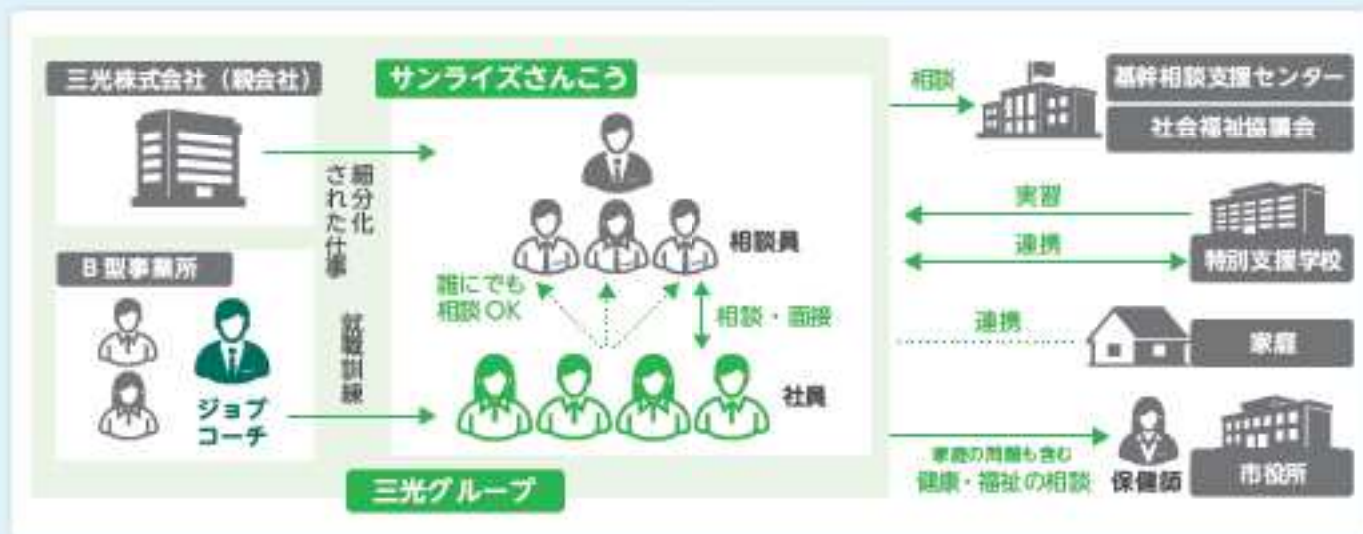 三光株式会社（親会社）
サンライズさんこう
細分化
された仕事
相談員
誰にでも
相談OK
相談・面接
社員
B型事業所
ジョブ
コーチ
就職訓練
三光グループ
相談
基幹相談支援センター
社会福祉協議会
実習
連携
特別支援学校
連携
家庭
家庭の問題も含む
健康・福祉の相談
保健師
市役所